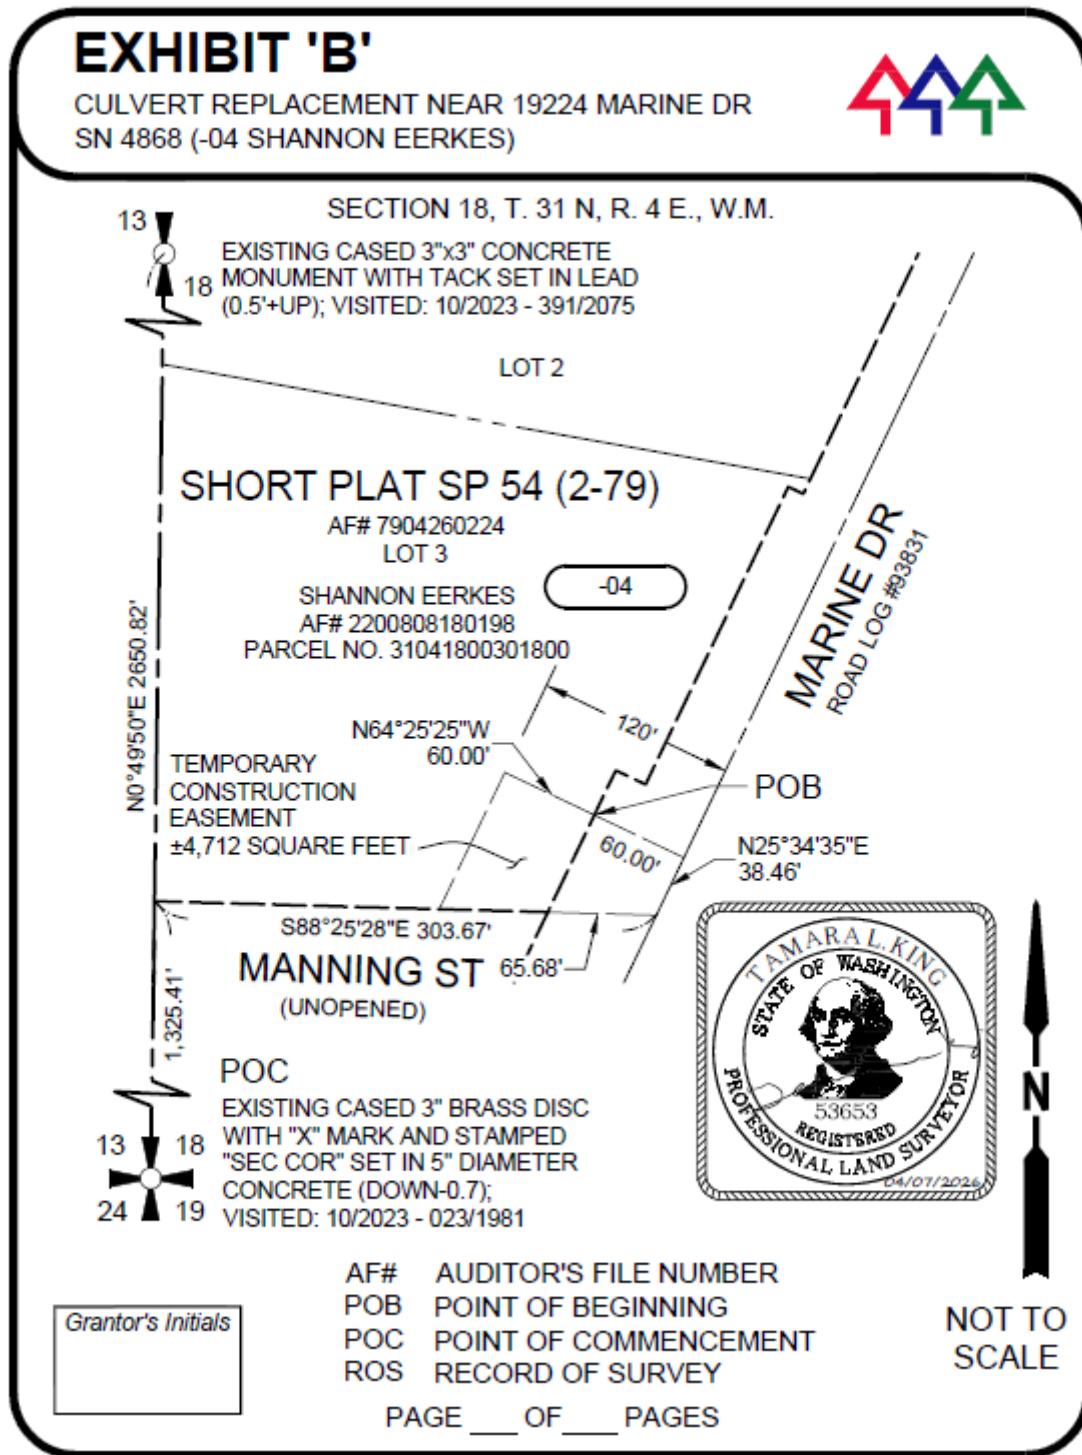 EXHIBIT 'B'
CULVERT REPLACEMENT NEAR 19224 MARINE DR
SN 4868 (-04 SHANNON EERKES)
SECTION 18, T. 31 N, R. 4 E., W.M.
13
18
EXISTING CASED 3"x3" CONCRETE
MONUMENT WITH TACK SET IN LEAD
(0.5'+UP); VISITED: 10/2023 - 391/2075
LOT 2
SHORT PLAT SP 54 (2-79)
AF# 7904260224
LOT 3
-04
SHANNON EERKES
AF# 2200808180198
PARCEL NO. 31041800301800
MARINE DR
ROAD LOG #93831
N0°49'50"E 2650.82'
120'
N64°25'25"W
60.00'
TEMPORARY
CONSTRUCTION
EASEMENT
±4,712 SQUARE FEET
POB
60.00'
N25°34'35"E
38.46'
S88°25'28"E 303.67'
MANNING ST
(UNOPENED)
65.68'
1,325.41'
POC
EXISTING CASED 3" BRASS DISC
WITH "X" MARK AND STAMPED
"SEC COR" SET IN 5" DIAMETER
CONCRETE (DOWN-0.7);
VISITED: 10/2023 - 023/1981
13 18
24 19
TAMARA L. KING
STATE OF WASHINGTON
53653
REGISTERED
PROFESSIONAL LAND SURVEYOR
04/07/2026
N
NOT TO
SCALE
AF# AUDITOR'S FILE NUMBER
POB POINT OF BEGINNING
POC POINT OF COMMENCEMENT
ROS RECORD OF SURVEY
Grantor's Initials
PAGE ___ OF ___ PAGES